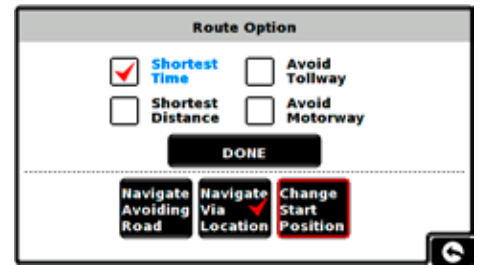 Route Option
Shortest
Time
Avoid
Tollway
Shortest
Distance
Avoid
Motorway
DONE
Navigate
Avoiding
Road
Navigate
Via
Location
Change
Start
Position